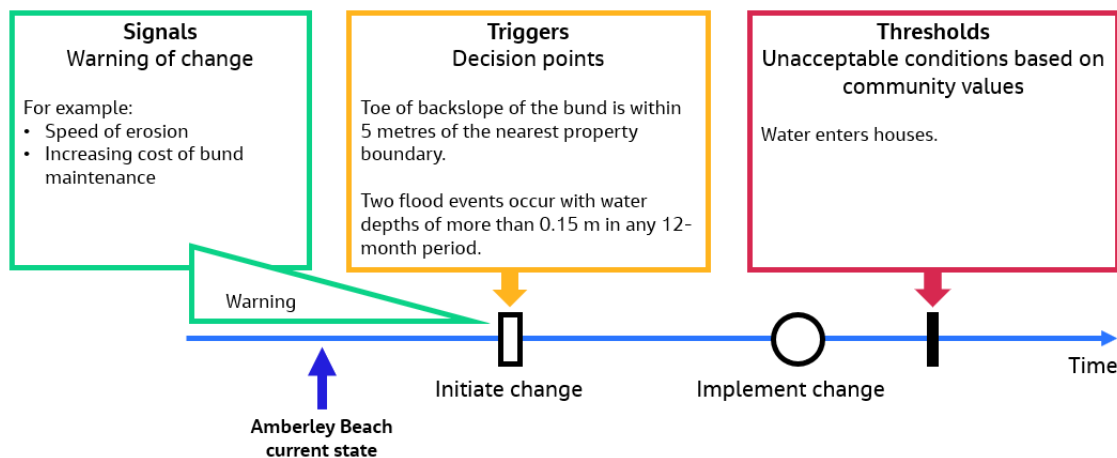 Signals
Warning of change
For example:
• Speed of erosion
• Increasing cost of bund
maintenance
Triggers
Decision points
Toe of backslope of the bund is within
5 metres of the nearest property
boundary.
Two flood events occur with water
depths of more than 0.15 m in any 12-
month period.
Thresholds
Unacceptable conditions based on
community values
Water enters houses.
Warning
Initiate change
Implement change
Time
Amberley Beach
current state